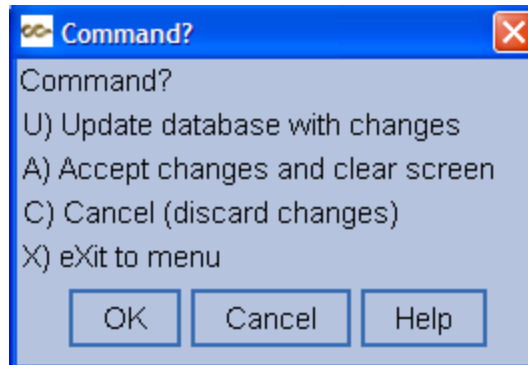 Command?
Command?
U) Update database with changes
A) Accept changes and clear screen
C) Cancel (discard changes)
X) eXit to menu
OK Cancel Help